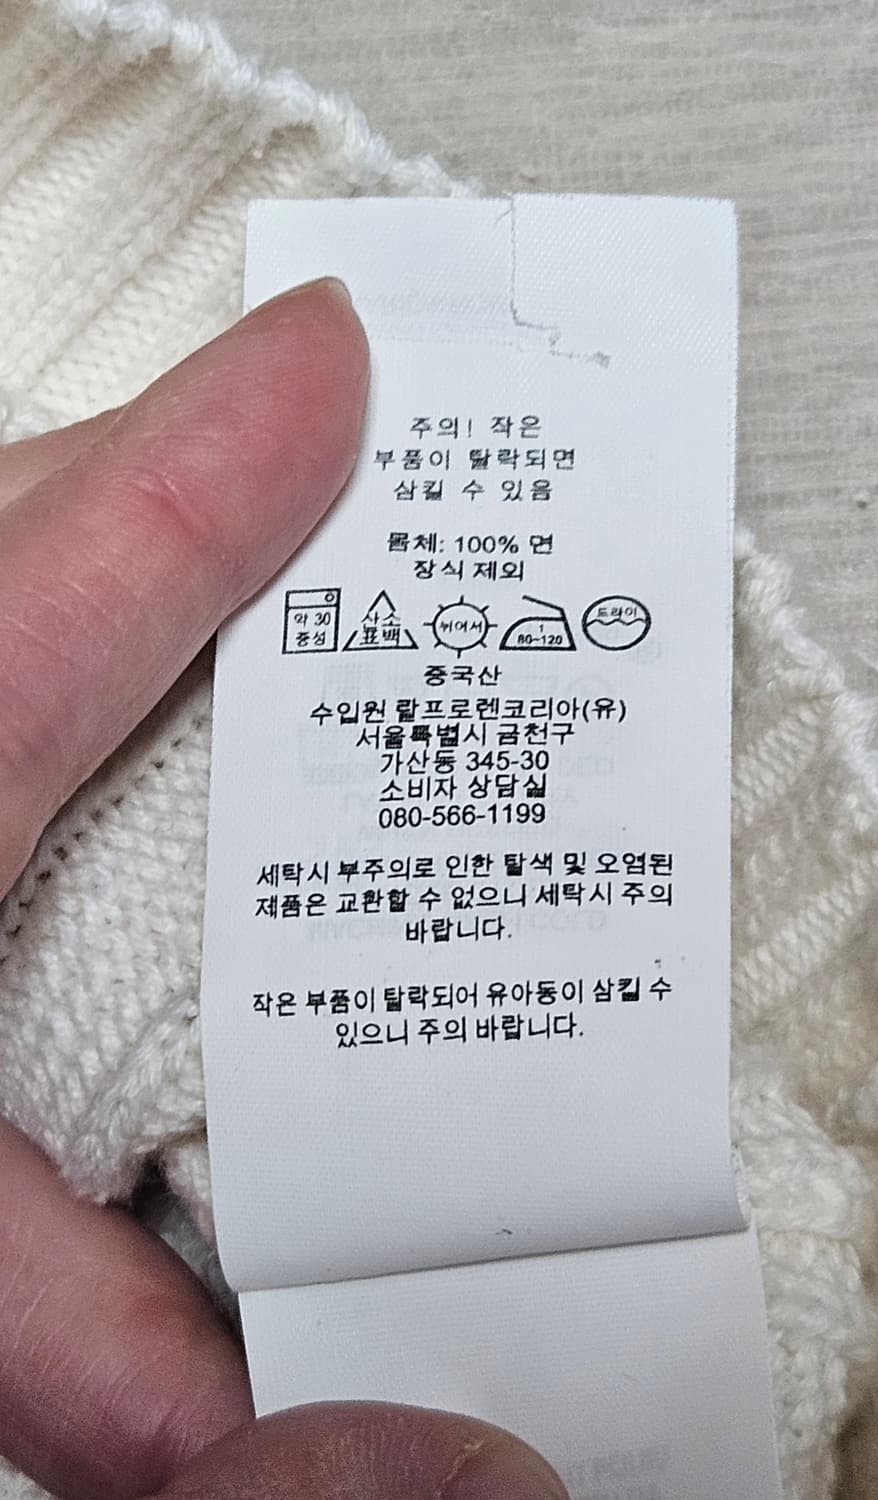 주의! 작은
부품이 탈락되면
삼킬 수 있음
몸체: 100% 면
장식 제외
약 30
중성
산소
표백
뉘어서
1
80~120
드라이
중국산
수입원 랄프로렌코리아(유)
서울특별시 금천구
가산동 345-30
소비자 상담실
080-566-1199
세탁시 부주의로 인한 탈색 및 오염된
제품은 교환할 수 없으니 세탁시 주의
바랍니다.
작은 부품이 탈락되어 유아동이 삼킬 수
있으니 주의 바랍니다.